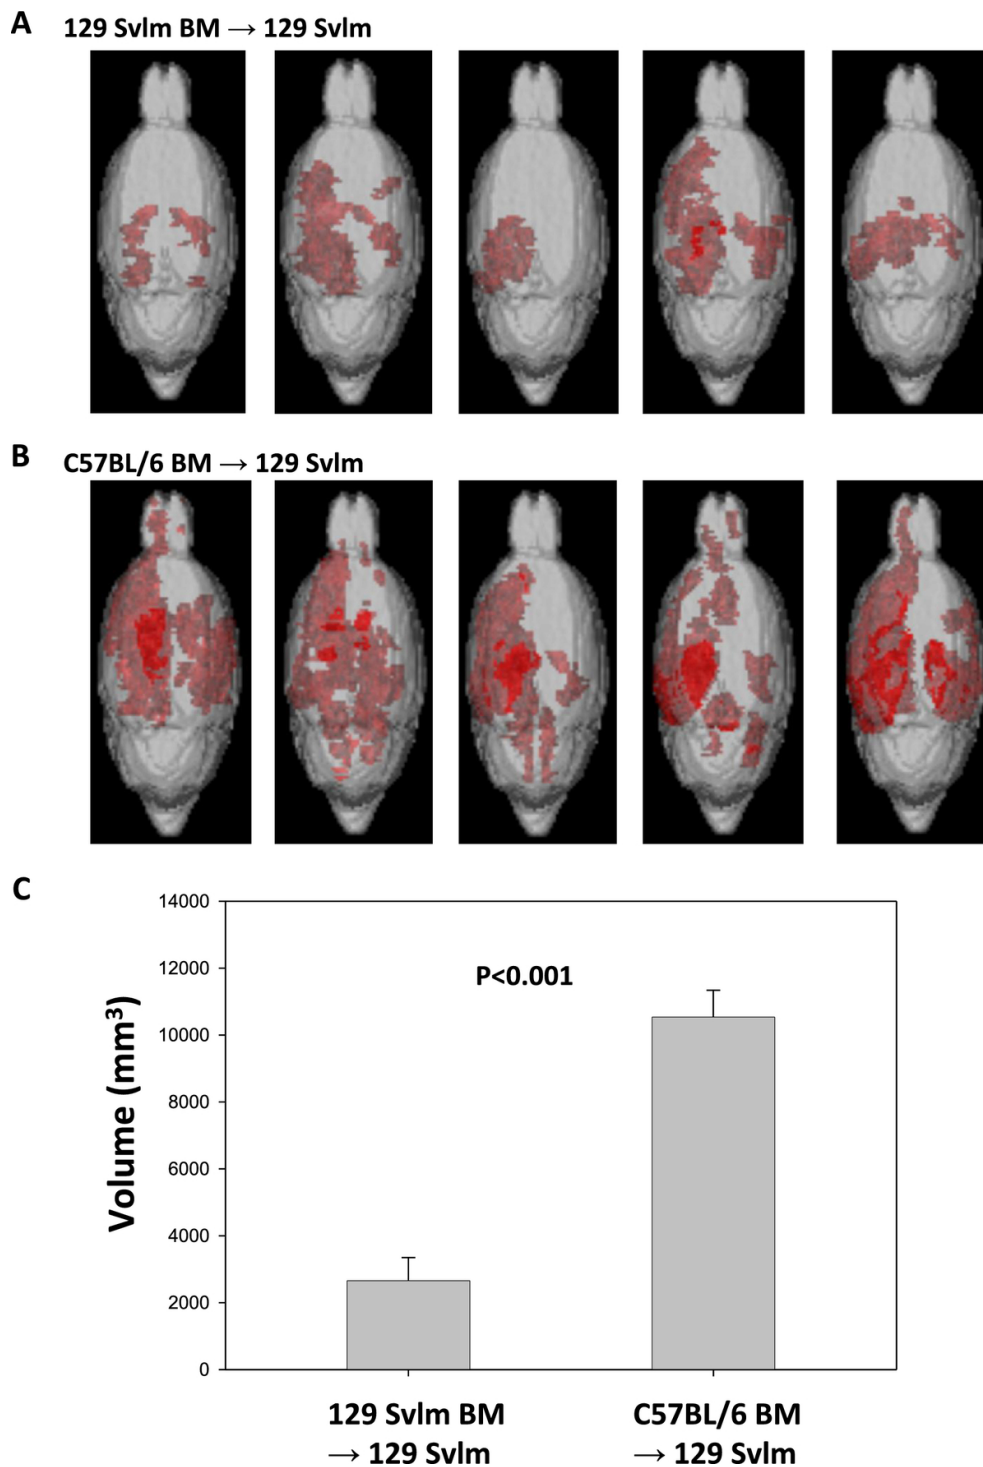 A
129 Svlm BM → 129 Svlm
B
C57BL/6 BM → 129 Svlm
C
14000
12000
10000
8000
6000
4000
2000
0
Volume (mm³)
P<0.001
129 Svlm BM
→ 129 Svlm
C57BL/6 BM
→ 129 Svlm